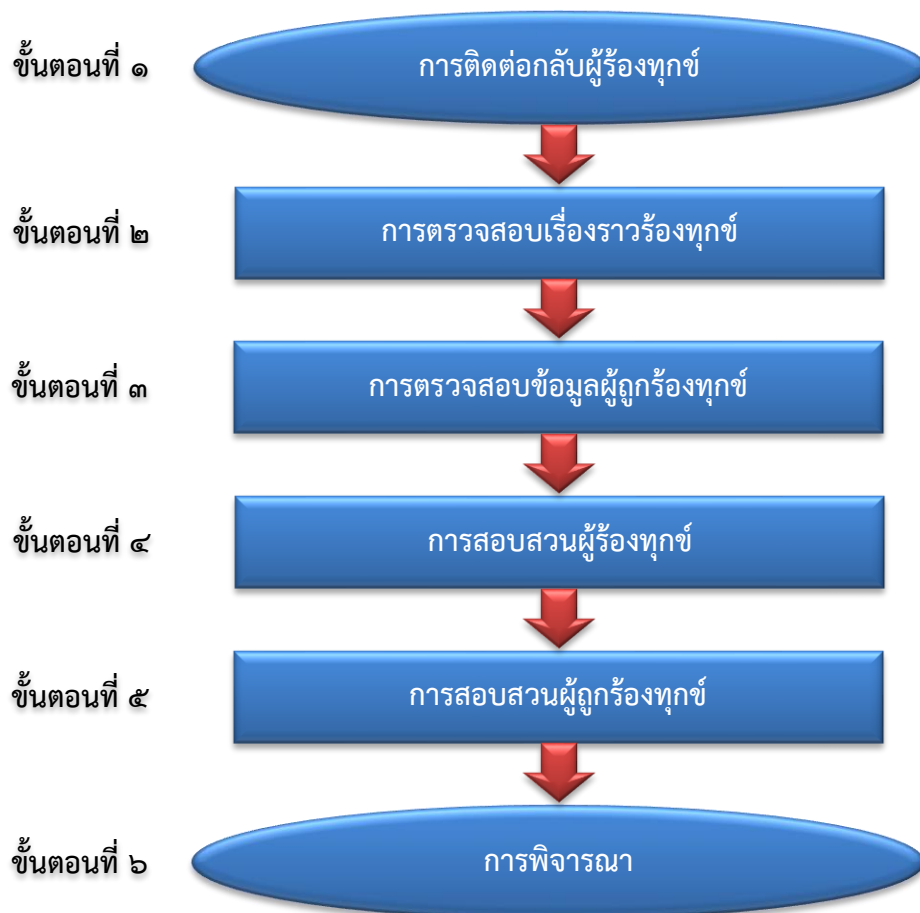 ขั้นตอนที่ ๑ การติดต่อกลับผู้ร้องทุกข์
ขั้นตอนที่ ๒ การตรวจสอบเรื่องราวร้องทุกข์
ขั้นตอนที่ ๓ การตรวจสอบข้อมูลผู้ถูกร้องทุกข์
ขั้นตอนที่ ๔ การสอบสวนผู้ร้องทุกข์
ขั้นตอนที่ ๕ การสอบสวนผู้ถูกร้องทุกข์
ขั้นตอนที่ ๖ การพิจารณา